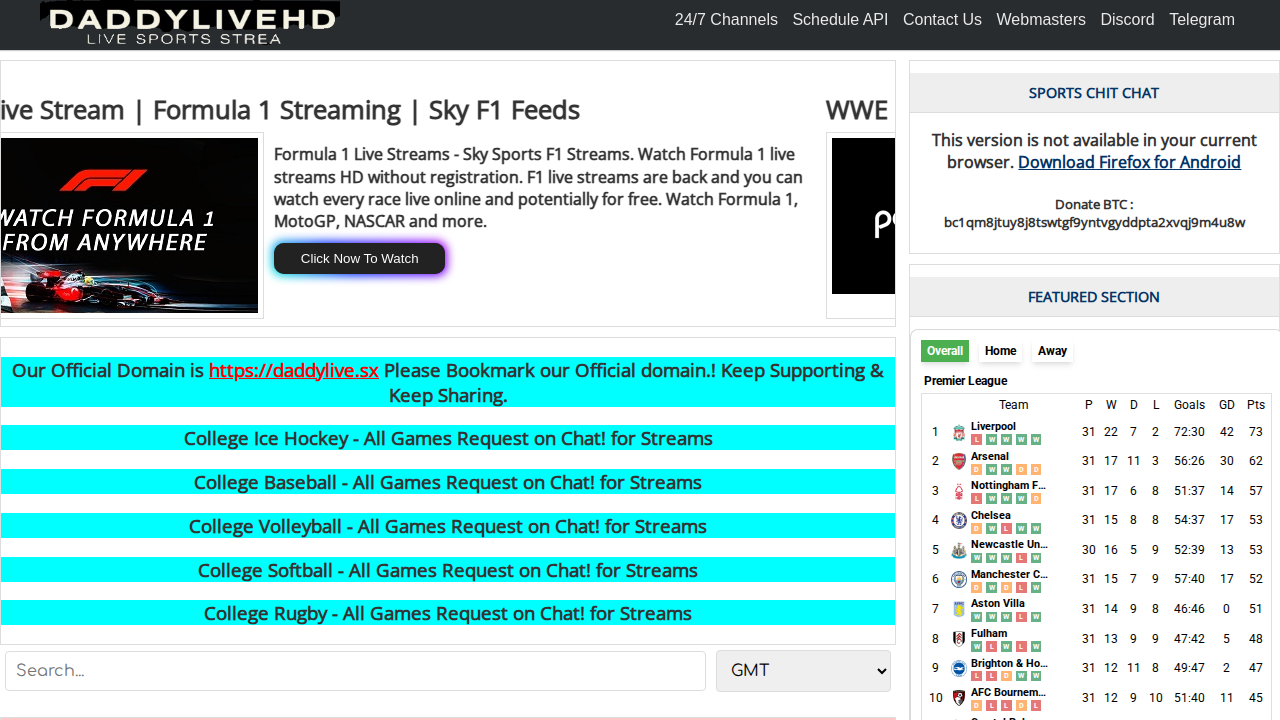 DADDYLIVEHD
LIVE SPORTS STREA
24/7 Channels Schedule API Contact Us Webmasters Discord Telegram
ive Stream | Formula 1 Streaming | Sky F1 Feeds
WWE
WATCH FORMULA 1
FROM ANYWHERE
Formula 1 Live Streams - Sky Sports F1 Streams. Watch Formula 1 live
streams HD without registration. F1 live streams are back and you can
watch every race live online and potentially for free. Watch Formula 1,
MotoGP, NASCAR and more.
Click Now To Watch
Our Official Domain is https://daddylive.sx Please Bookmark our Official domain.! Keep Supporting &
Keep Sharing.
College Ice Hockey - All Games Request on Chat! for Streams
College Baseball - All Games Request on Chat! for Streams
College Volleyball - All Games Request on Chat! for Streams
College Softball - All Games Request on Chat! for Streams
College Rugby - All Games Request on Chat! for Streams
Search...
GMT
SPORTS CHIT CHAT
This version is not available in your current
browser. Download Firefox for Android
Donate BTC :
bc1qm8jtuy8j8tswtgf9yntvgyddpta2xvqj9m4u8w
FEATURED SECTION
Overall Home Away
Premier League
Team P W D L Goals GD Pts
1 Liverpool 31 22 7 2 72:30 42 73
L W W W W
2 Arsenal 31 17 11 3 56:26 30 62
D W W D D
3 Nottingham F... 31 17 6 8 51:37 14 57
L W W W D
4 Chelsea 31 15 8 8 54:37 17 53
D W L W W
5 Newcastle Un... 30 16 5 9 52:39 13 53
W W W L W
6 Manchester C... 31 15 7 9 57:40 17 52
D W D L W
7 Aston Villa 31 14 9 8 46:46 0 51
W W W L W
8 Fulham 31 13 9 9 47:42 5 48
W L W L W
9 Brighton & Ho... 31 12 11 8 49:47 2 47
L L D W W
10 AFC Bournem... 31 12 9 10 51:40 11 45
D L L D L